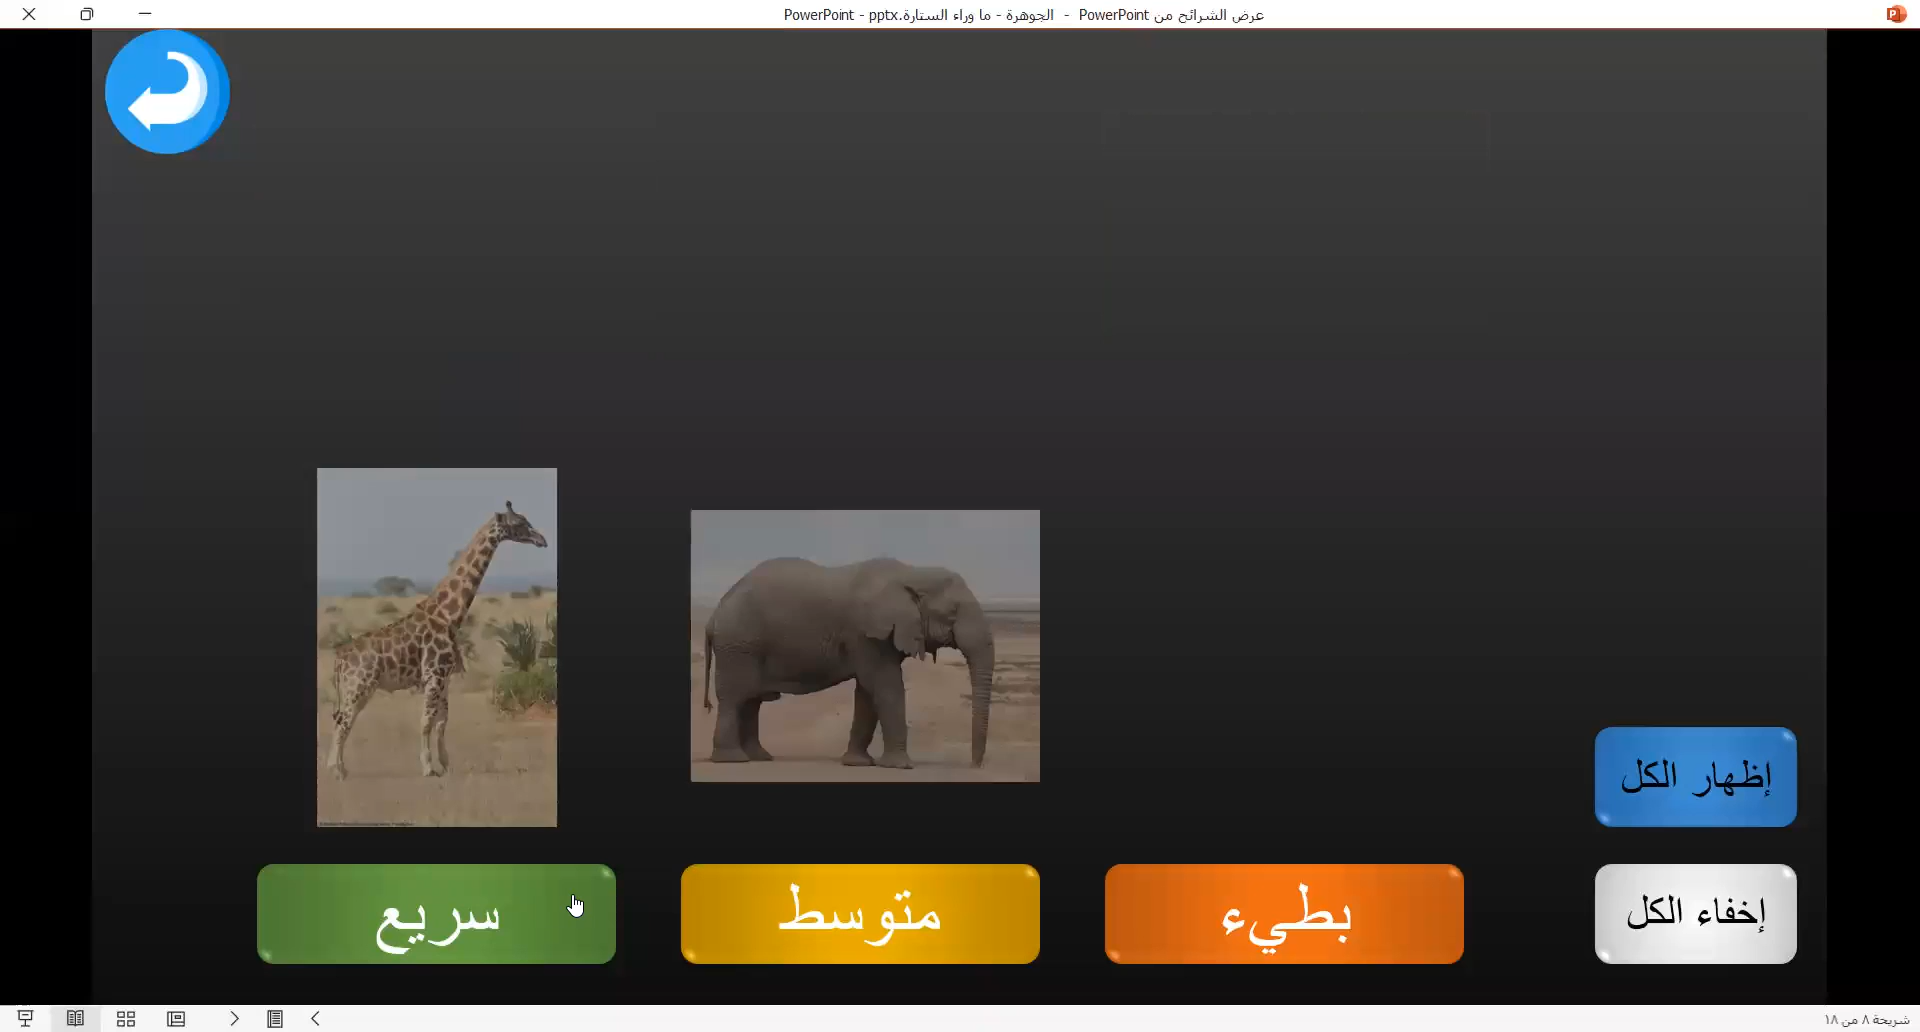 عرض الشرائح من PowerPoint - الجوهرة - ما وراء الستارة.pptx - PowerPoint
إظهار الكل
إخفاء الكل
بطيء
متوسط
سريع
شريحة ٨ من ١٨